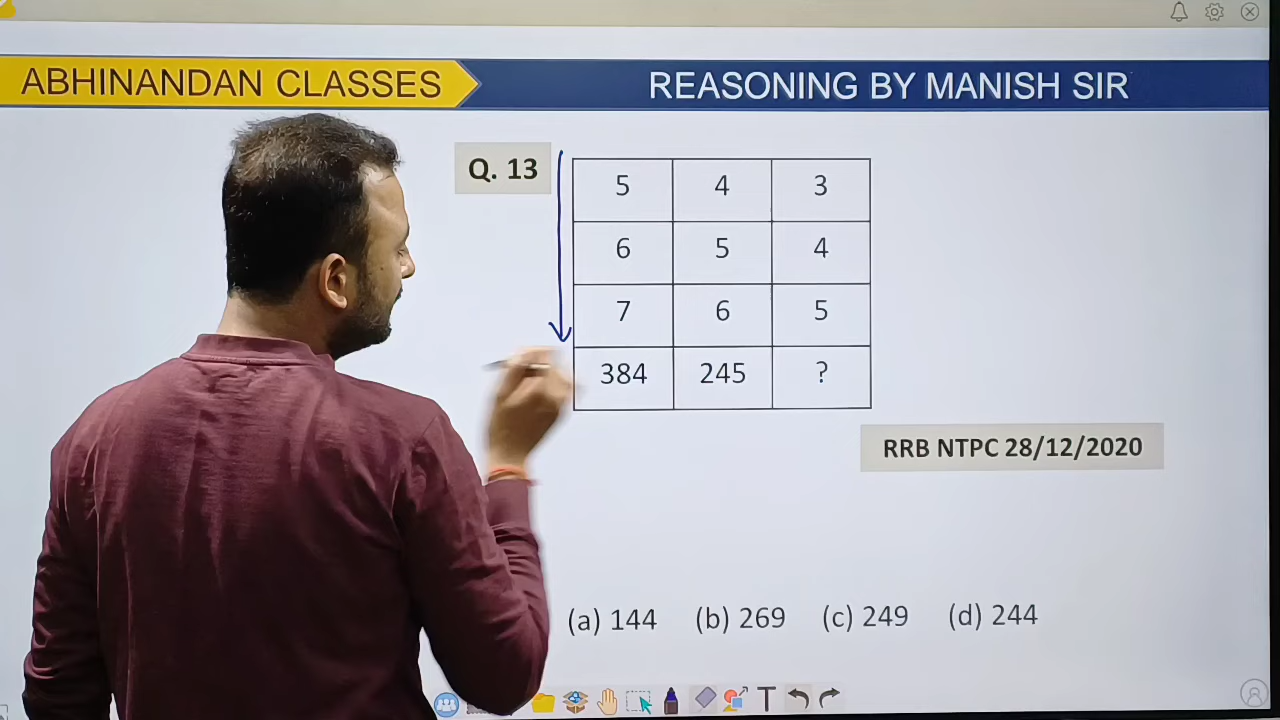 ABHINANDAN CLASSES
REASONING BY MANISH SIR
Q. 13
5 4 3
6 5 4
7 6 5
384 245 ?
RRB NTPC 28/12/2020
(a) 144 (b) 269 (c) 249 (d) 244
T